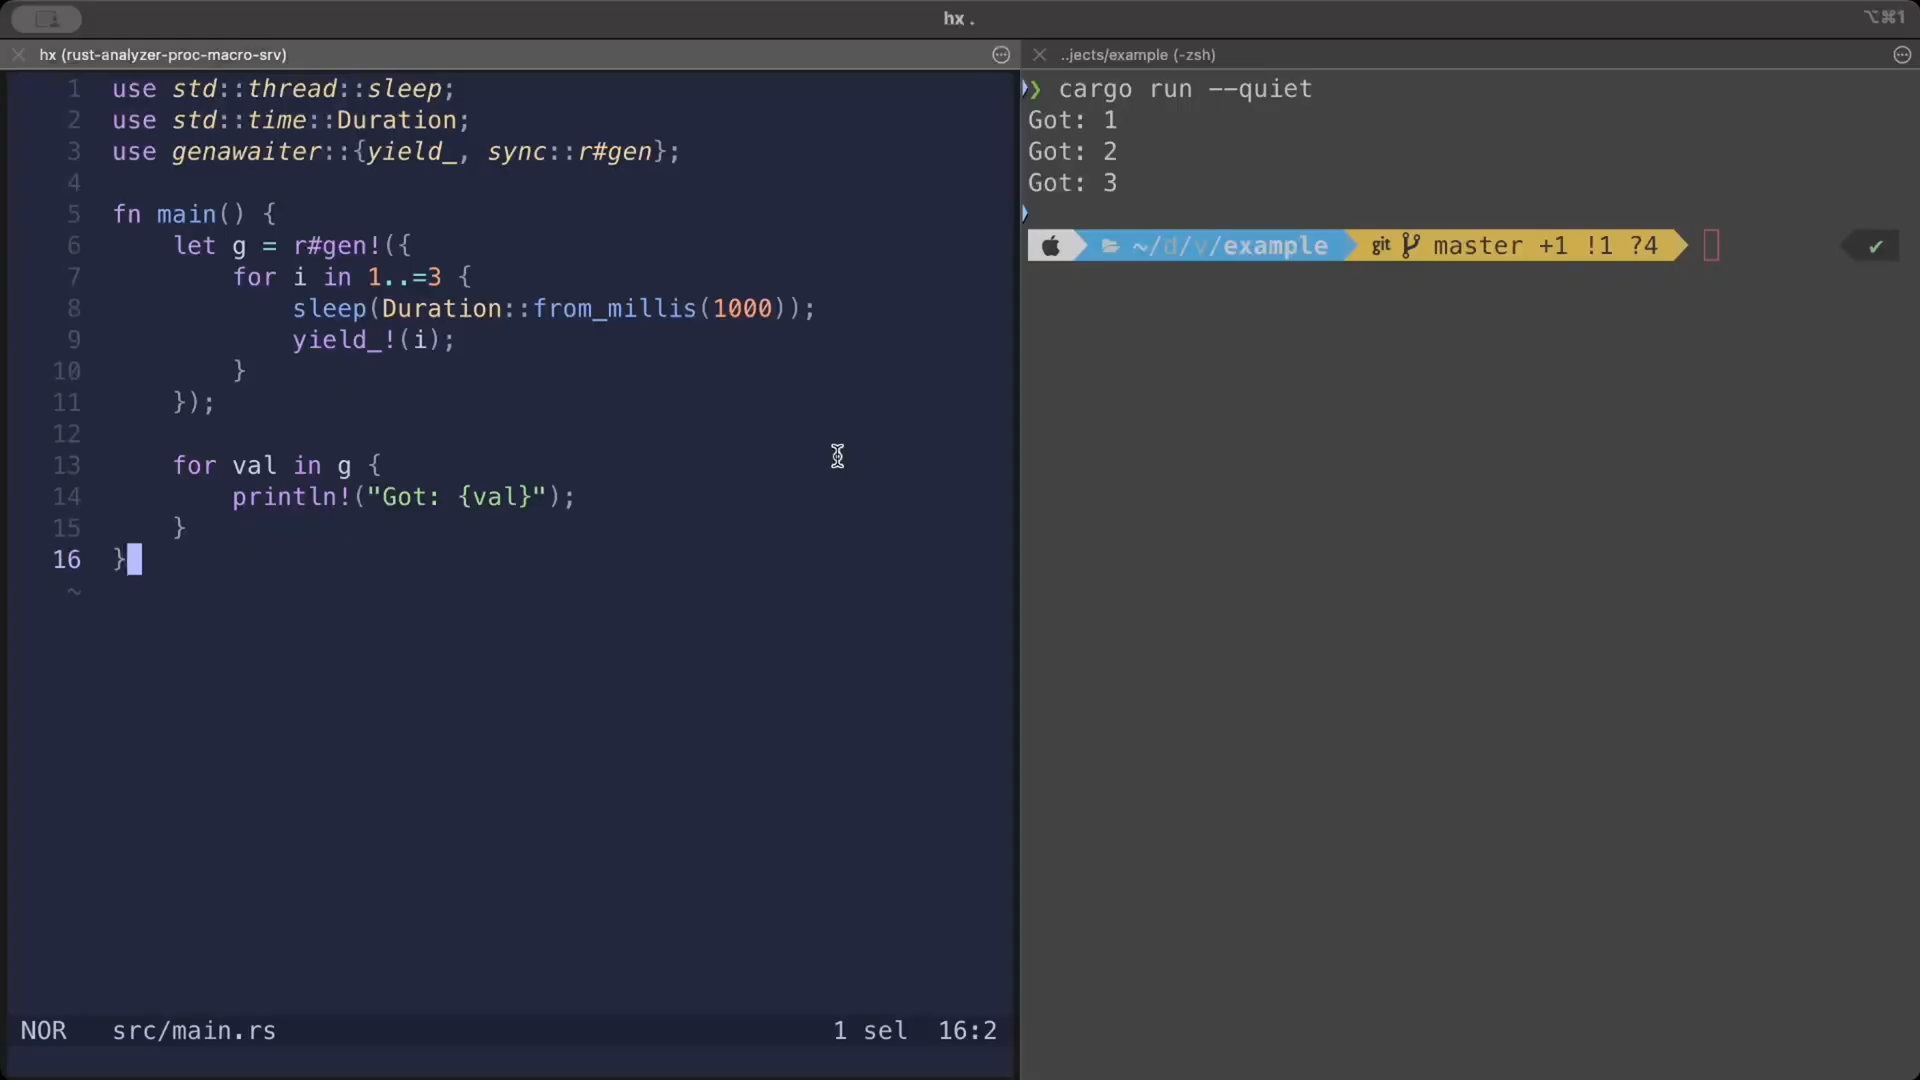 hx .
⌥⌘1
hx (rust-analyzer-proc-macro-srv)
1 use std::thread::sleep;
2 use std::time::Duration;
3 use genawaiter::{yield_, sync::r#gen};
4
5 fn main() {
6     let g = r#gen!({
7         for i in 1..=3 {
8             sleep(Duration::from_millis(1000));
9             yield_!(i);
10         }
11     });
12
13     for val in g {
14         println!("Got: {val}");
15     }
16 }
~
NOR src/main.rs 1 sel 16:2
..jects/example (-zsh)
❯ cargo run --quiet
Got: 1
Got: 2
Got: 3
~/d/v/example git master +1 !1 ?4 ✔